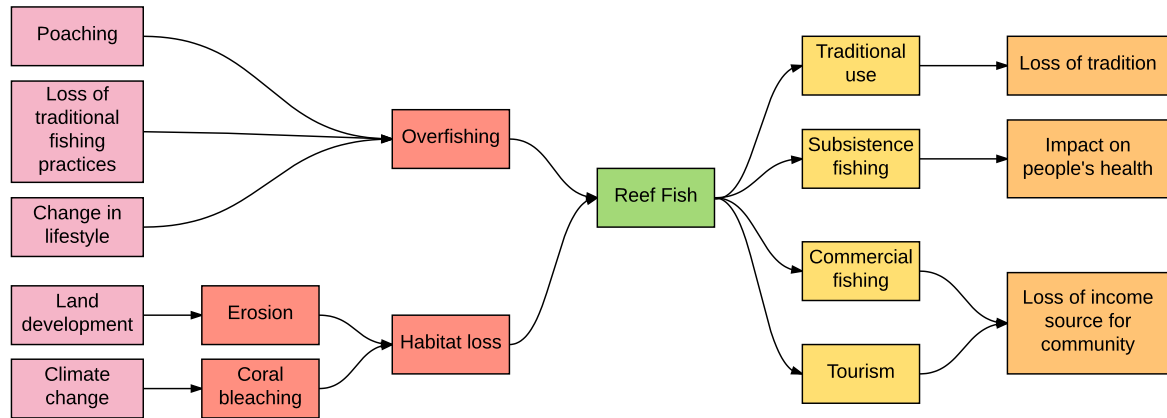 Poaching
Loss of
traditional
fishing
practices
Change in
lifestyle
Land
development
Climate
change
Erosion
Coral
bleaching
Overfishing
Habitat loss
Reef Fish
Traditional
use
Subsistence
fishing
Commercial
fishing
Tourism
Loss of tradition
Impact on
people's health
Loss of income
source for
community